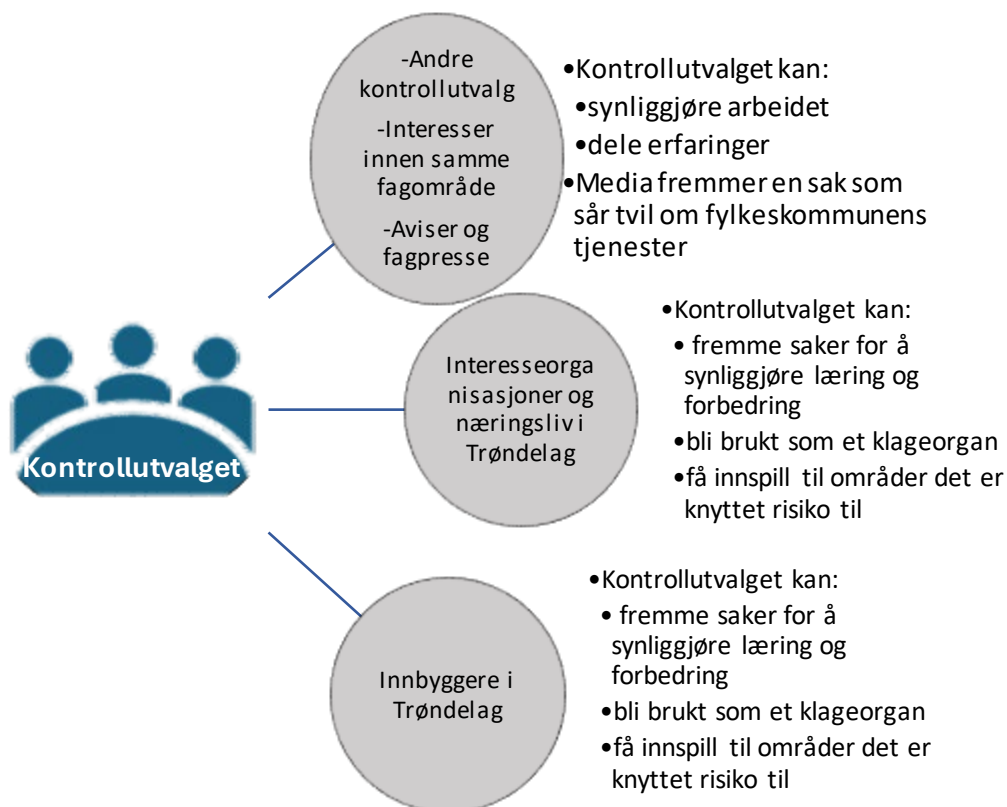 -Andre
kontrollutvalg
-Interesser
innen samme
fagområde
-Aviser og
fagpresse
•Kontrollutvalget kan:
•synliggjøre arbeidet
•dele erfaringer
•Media fremmer en sak som
sår tvil om fylkeskommunens
tjenester
Kontrollutvalget
Interesseorga
nisasjoner og
næringsliv i
Trøndelag
•Kontrollutvalget kan:
• fremme saker for å
synliggjøre læring og
forbedring
•bli brukt som et klageorgan
•få innspill til områder det er
knyttet risiko til
Innbyggere i
Trøndelag
•Kontrollutvalget kan:
• fremme saker for å
synliggjøre læring og
forbedring
•bli brukt som et klageorgan
•få innspill til områder det er
knyttet risiko til